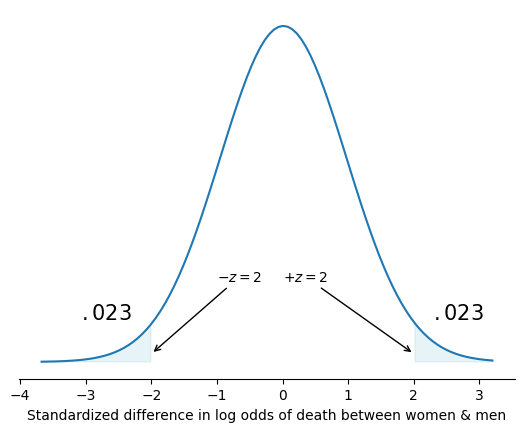 −z = 2 +z = 2
.023 .023
−4 −3 −2 −1 0 1 2 3
Standardized difference in log odds of death between women & men